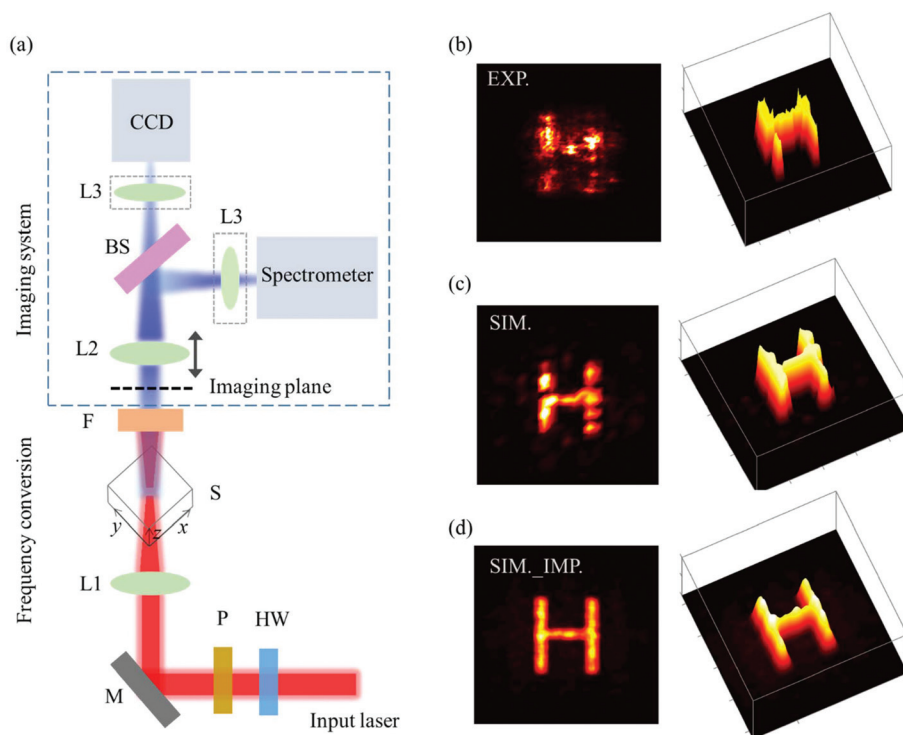 (a)
CCD
L3
BS
L3
Spectrometer
Imaging system
L2
Imaging plane
F
Frequency conversion
S
y
z
x
L1
P
HW
M
Input laser
(b)
EXP.
(c)
SIM.
(d)
SIM._IMP.